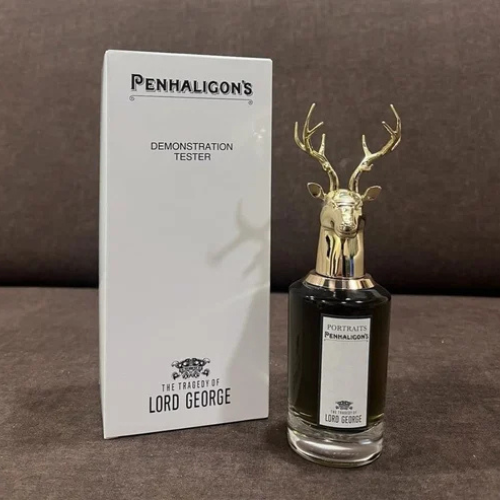 PENHALIGON'S
DEMONSTRATION
TESTER
THE TRAGEDY OF
LORD GEORGE
PORTRAITS
PENHALIGON'S
THE TRAGEDY OF
LORD GEORGE